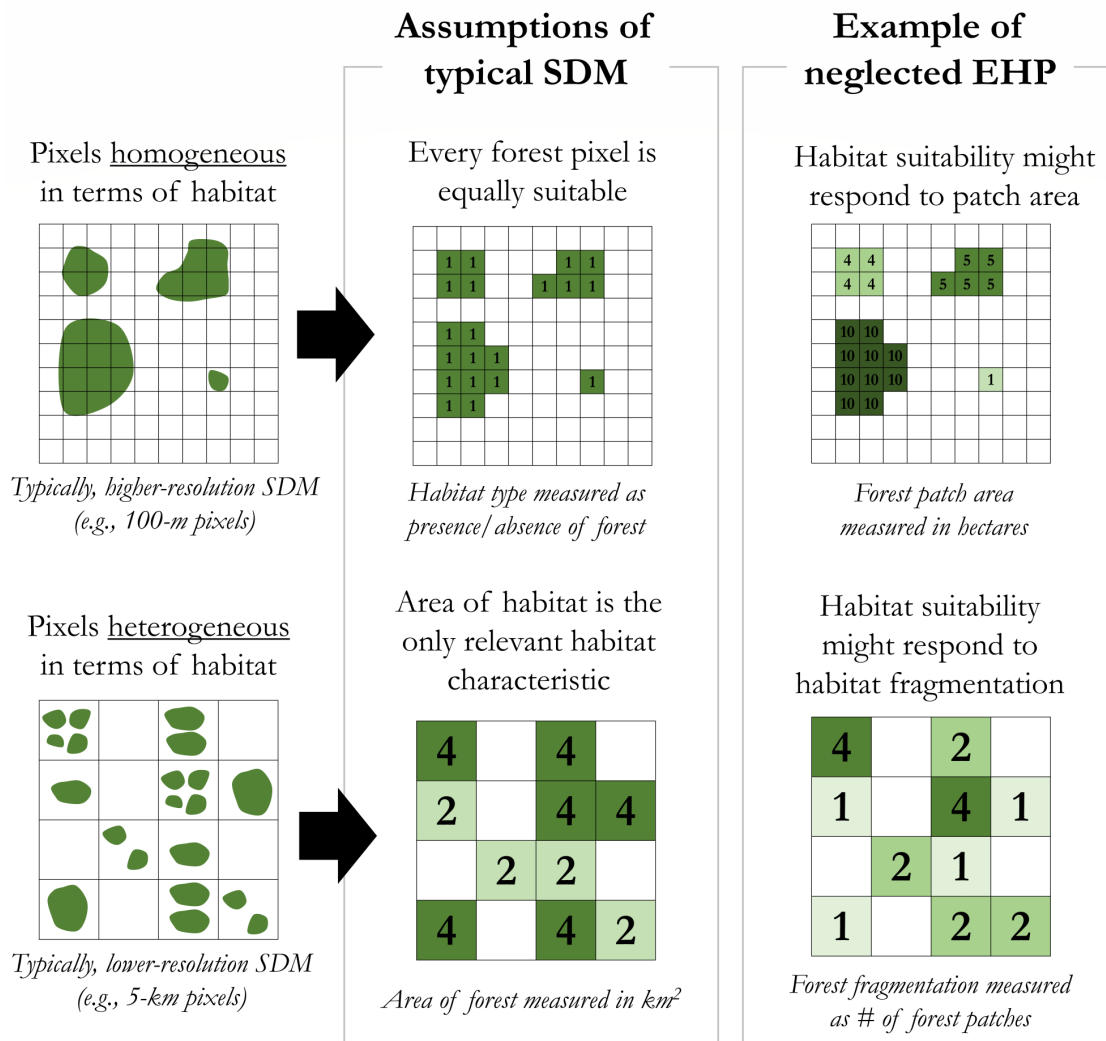 Assumptions of
typical SDM
Example of
neglected EHP
Pixels homogeneous
in terms of habitat
Typically, higher-resolution SDM
(e.g., 100-m pixels)
Every forest pixel is
equally suitable
1 1 1 1
1 1 1 1 1
1 1
1 1 1
1 1 1 1
1 1
Habitat type measured as
presence/absence of forest
Habitat suitability might
respond to patch area
4 4 5 5
4 4 5 5 5
10 10
10 10 10
10 10 10 1
10 10
Forest patch area
measured in hectares
Pixels heterogeneous
in terms of habitat
Typically, lower-resolution SDM
(e.g., 5-km pixels)
Area of habitat is the
only relevant habitat
characteristic
4 4
2 4 4
2 2
4 4 2
Area of forest measured in km²
Habitat suitability
might respond to
habitat fragmentation
4 2
1 4 1
2 1
1 2 2
Forest fragmentation measured
as # of forest patches